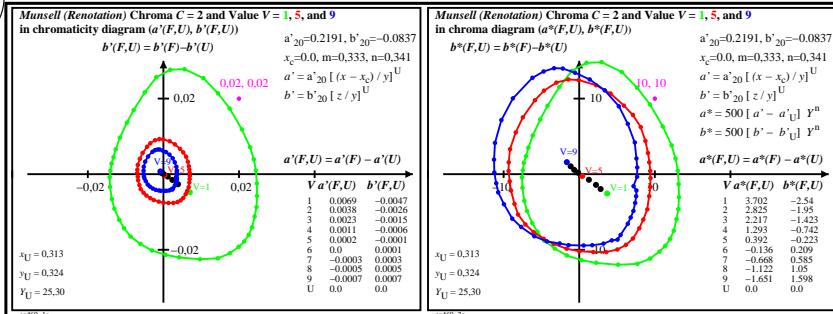 Munsell (Renotation) Chroma C = 2 and Value V = 1, 5, and 9
in chromaticity diagram (a’(F,U), b’(F,U))
b’(F,U) = b’(F)−b’(U)
a’20=0.2191, b’20=−0.0837
xc=0.0, m=0,333, n=0,341
a’ = a’20 [ (x − xc) / y]^U
b’ = b’20 [ z / y]^U
0,02, 0,02
0,02
V=9
V=5
V=1
−0,02
0,02
−0,02
a’(F,U) = a’(F) − a’(U)
V a’(F,U) b’(F,U)
1 0.0069 −0.0047
2 0.0038 −0.0026
3 0.0023 −0.0015
4 0.0011 −0.0006
5 0.0002 −0.0001
6 0.0 0.0001
7 −0.0003 0.0003
8 −0.0005 0.0005
9 −0.0007 0.0007
U 0.0 0.0
xU = 0,313
yU = 0,324
YU = 25,30
Munsell (Renotation) Chroma C = 2 and Value V = 1, 5, and 9
in chroma diagram (a*(F,U), b*(F,U))
b*(F,U) = b*(F)−b*(U)
a’20=0.2191, b’20=−0.0837
xc=0.0, m=0,333, n=0,341
a’ = a’20 [ (x − xc) / y]^U
b’ = b’20 [ z / y]^U
a* = 500 [ a’ − a’U ] Y^n
b* = 500 [ b’ − b’U ] Y^n
10, 10
10
V=9
V=5
V=1
−10
10
−10
a*(F,U) = a*(F) − a*(U)
V a*(F,U) b*(F,U)
1 3.702 −2.54
2 2.825 −1.95
3 2.217 −1.423
4 1.293 −0.742
5 0.392 −0.223
6 −0.136 0.209
7 −0.668 0.585
8 −1.122 1.05
9 −1.651 1.598
U 0.0 0.0
xU = 0,313
yU = 0,324
YU = 25,30